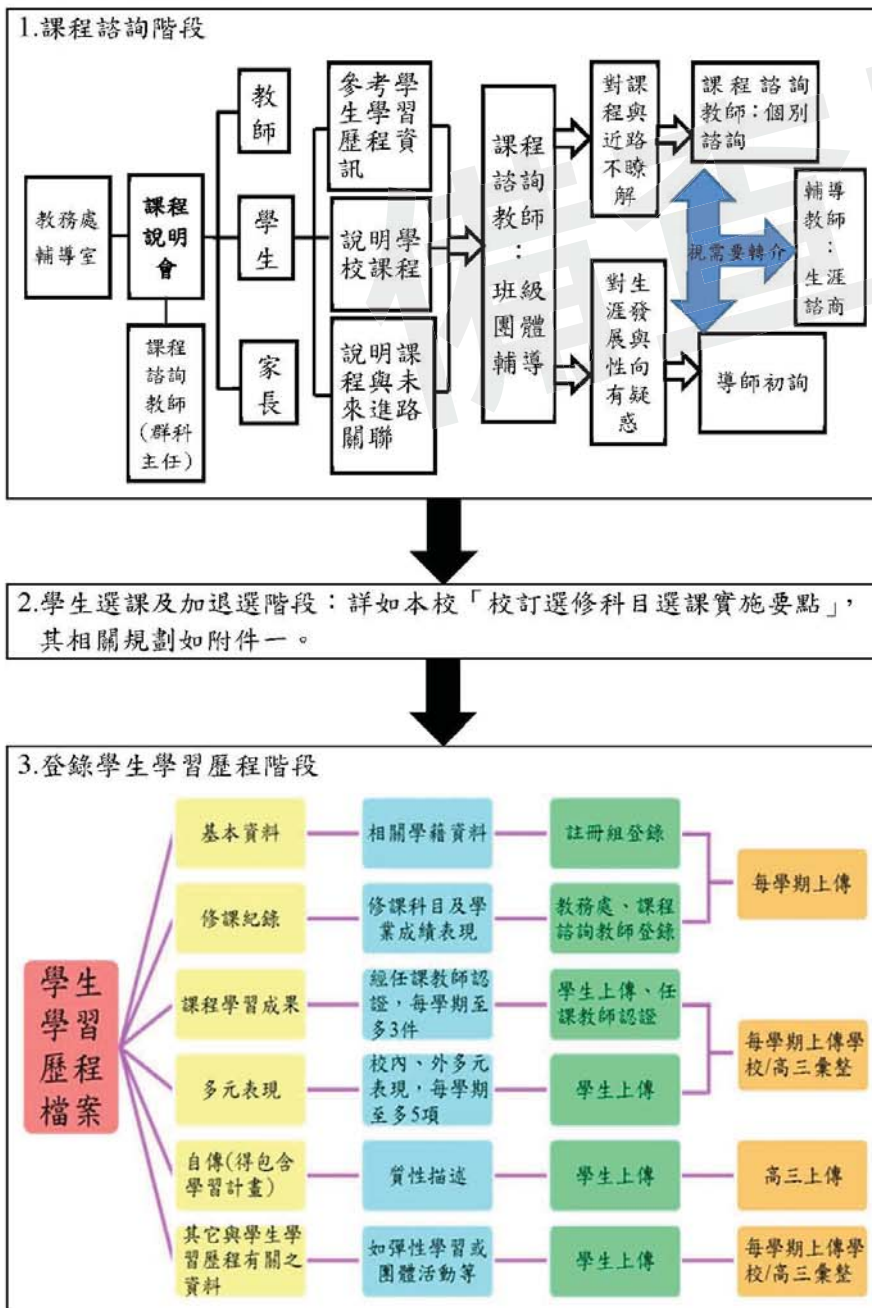 1.課程諮詢階段
教務處
輔導室
課程
說明
會
課程
諮詢
教師
(群科
主任)
教
師
學
生
家
長
參考學
生學習
歷程資
訊
說明學
校課程
說明課
程與未
來進路
關聯
課程
諮詢
教師
：
班級
團體
輔導
對課
程與
近路
不瞭
解
對生
涯發
展與
性向
有疑
惑
課程諮詢
教師：個別
諮詢
視需要轉介
導師初詢
輔導
教師
：
生涯
諮商
2.學生選課及加退選階段：詳如本校「校訂選修科目選課實施要點」，
其相關規劃如附件一。
3.登錄學生學習歷程階段
學生
學習
歷程
檔案
基本資料
相關學籍資料
註冊組登錄
每學期上傳
修課紀錄
修課科目及學
業成績表現
教務處、課程
諮詢教師登錄
課程學習成果
經任課教師認
證，每學期至
多3件
學生上傳、任
課教師認證
每學期上傳學
校/高三彙整
多元表現
校內、外多元
表現，每學期
至多5項
學生上傳
自傳(得包含
學習計畫)
質性描述
學生上傳
高三上傳
其它與學生學
習歷程有關之
資料
如彈性學習或
團體活動等
學生上傳
每學期上傳學
校/高三彙整
備查